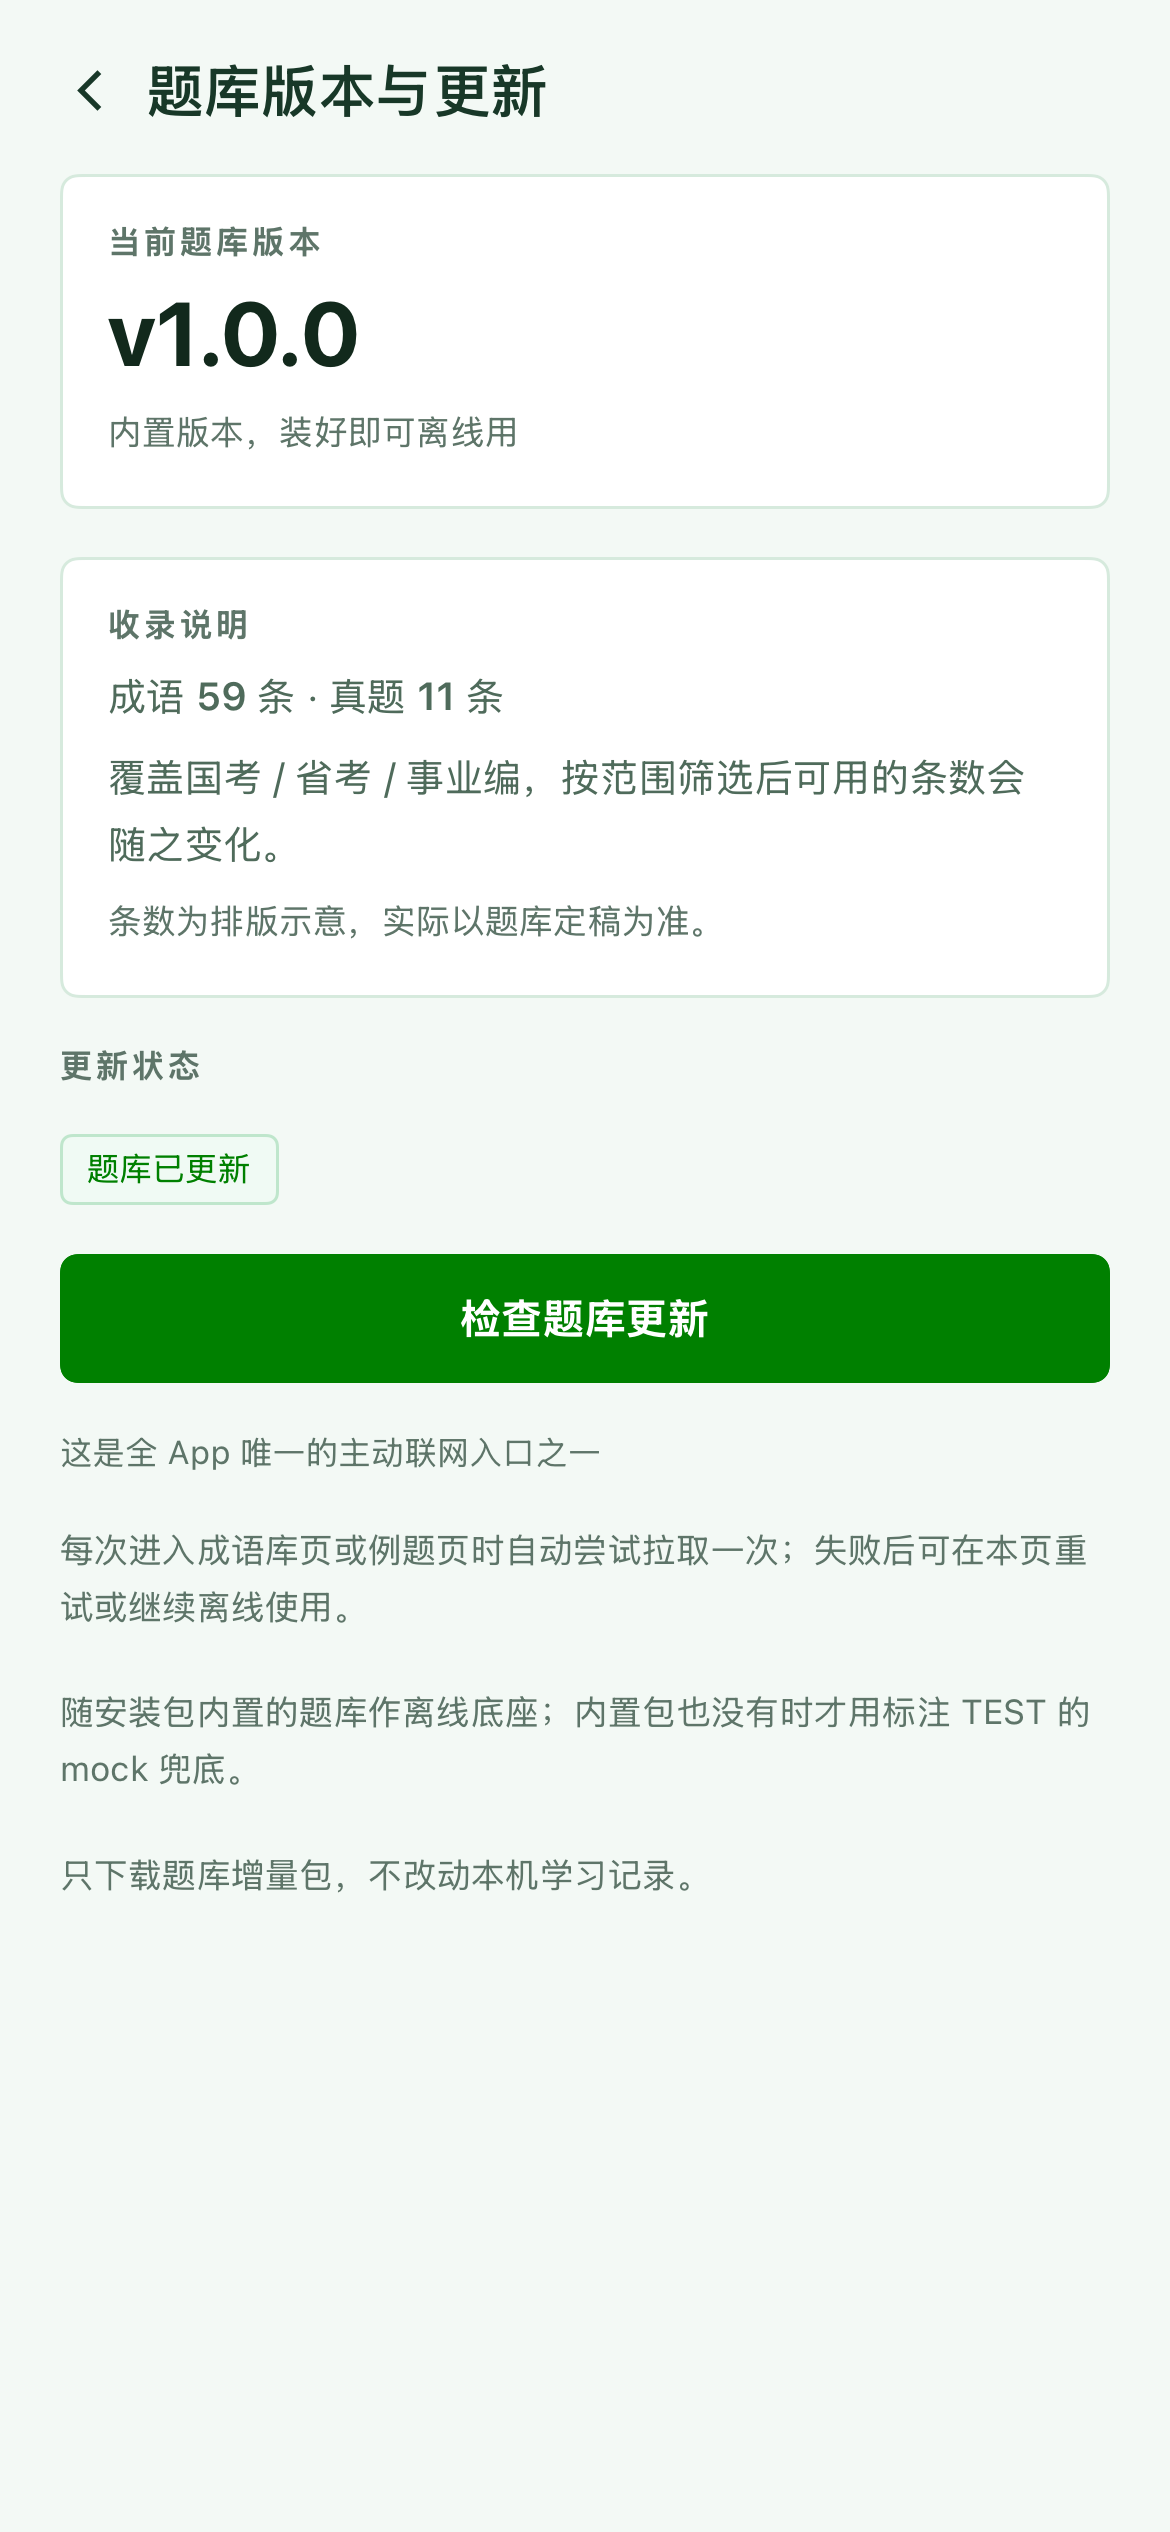 题库版本与更新
当前题库版本
v1.0.0
内置版本，装好即可离线用
收录说明
成语 59 条 · 真题 11 条
覆盖国考 / 省考 / 事业编，按范围筛选后可用的条数会
随之变化。
条数为排版示意，实际以题库定稿为准。
更新状态
题库已更新
检查题库更新
这是全 App 唯一的主动联网入口之一
每次进入成语库页或例题页时自动尝试拉取一次；失败后可在本页重
试或继续离线使用。
随安装包内置的题库作离线底座；内置包也没有时才用标注 TEST 的
mock 兜底。
只下载题库增量包，不改动本机学习记录。